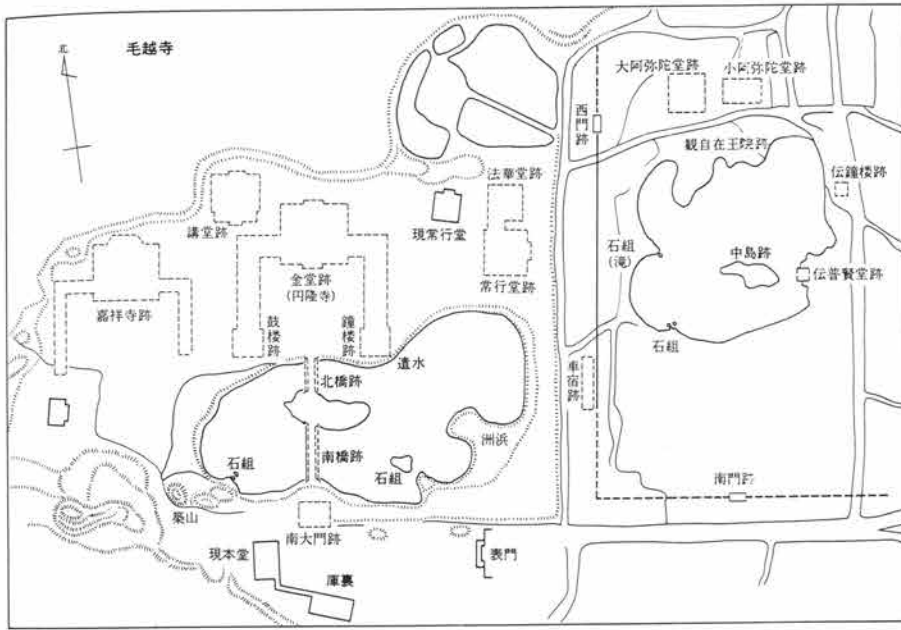 毛越寺
北
大阿弥陀堂跡
小阿弥陀堂跡
西門跡
観自在王院跡
伝鐘楼跡
法華堂跡
現常行堂
講堂跡
金堂跡
(円隆寺)
常行堂跡
石組
(滝)
中島跡
伝普賢堂跡
嘉祥寺跡
鼓楼跡
鐘楼跡
遣水
石組
北橋跡
車宿跡
洲浜
石組
南橋跡
石組
築山
南門跡
南大門跡
現本堂
表門
庫裏